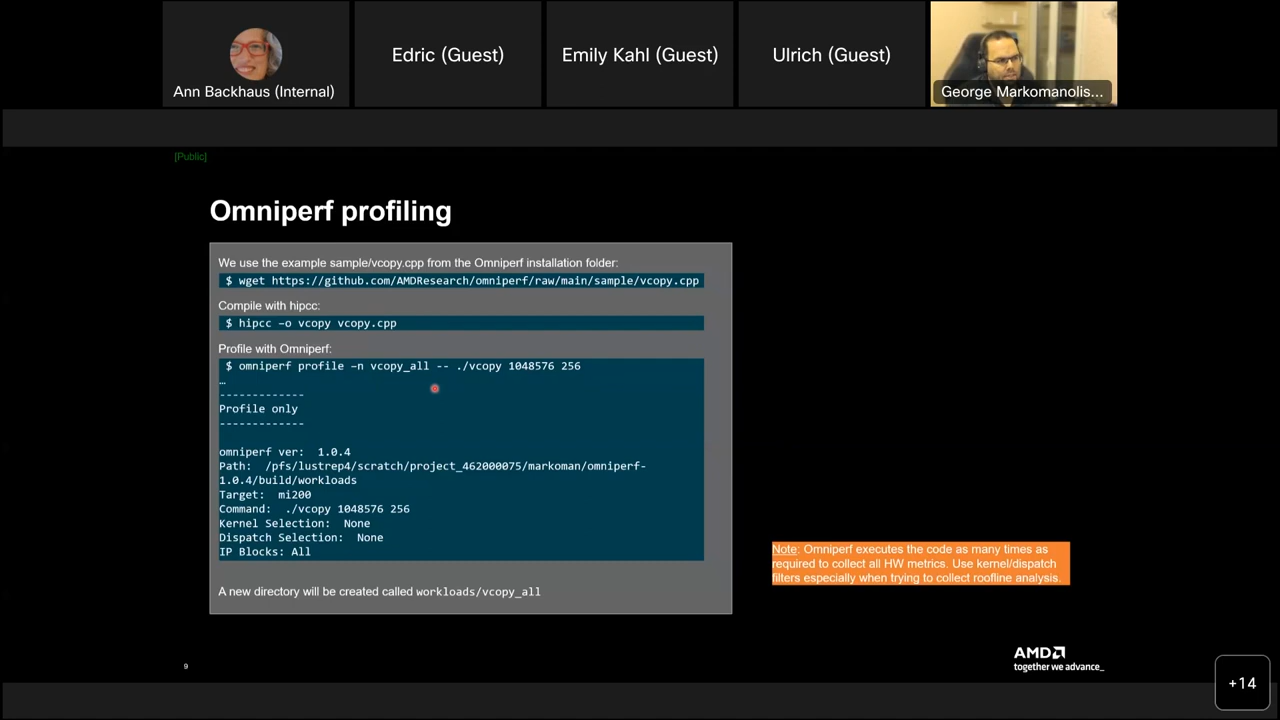 Ann Backhaus (Internal)
Edric (Guest)
Emily Kahl (Guest)
Ulrich (Guest)
George Markomanolis...
[Public]
Omniperf profiling
We use the example sample/vcopy.cpp from the Omniperf installation folder:
$ wget https://github.com/AMDResearch/omniperf/raw/main/sample/vcopy.cpp
Compile with hipcc:
$ hipcc –o vcopy vcopy.cpp
Profile with Omniperf:
$ omniperf profile –n vcopy_all -- ./vcopy 1048576 256
…
-------------
Profile only
-------------
omniperf ver:  1.0.4
Path:  /pfs/lustrep4/scratch/project_462000075/markoman/omniperf-
1.0.4/build/workloads
Target:  mi200
Command:  ./vcopy 1048576 256
Kernel Selection:  None
Dispatch Selection:  None
IP Blocks: All
A new directory will be created called workloads/vcopy_all
Note: Omniperf executes the code as many times as
required to collect all HW metrics. Use kernel/dispatch
filters especially when trying to collect roofline analysis.
9
AMD
together we advance_
+14